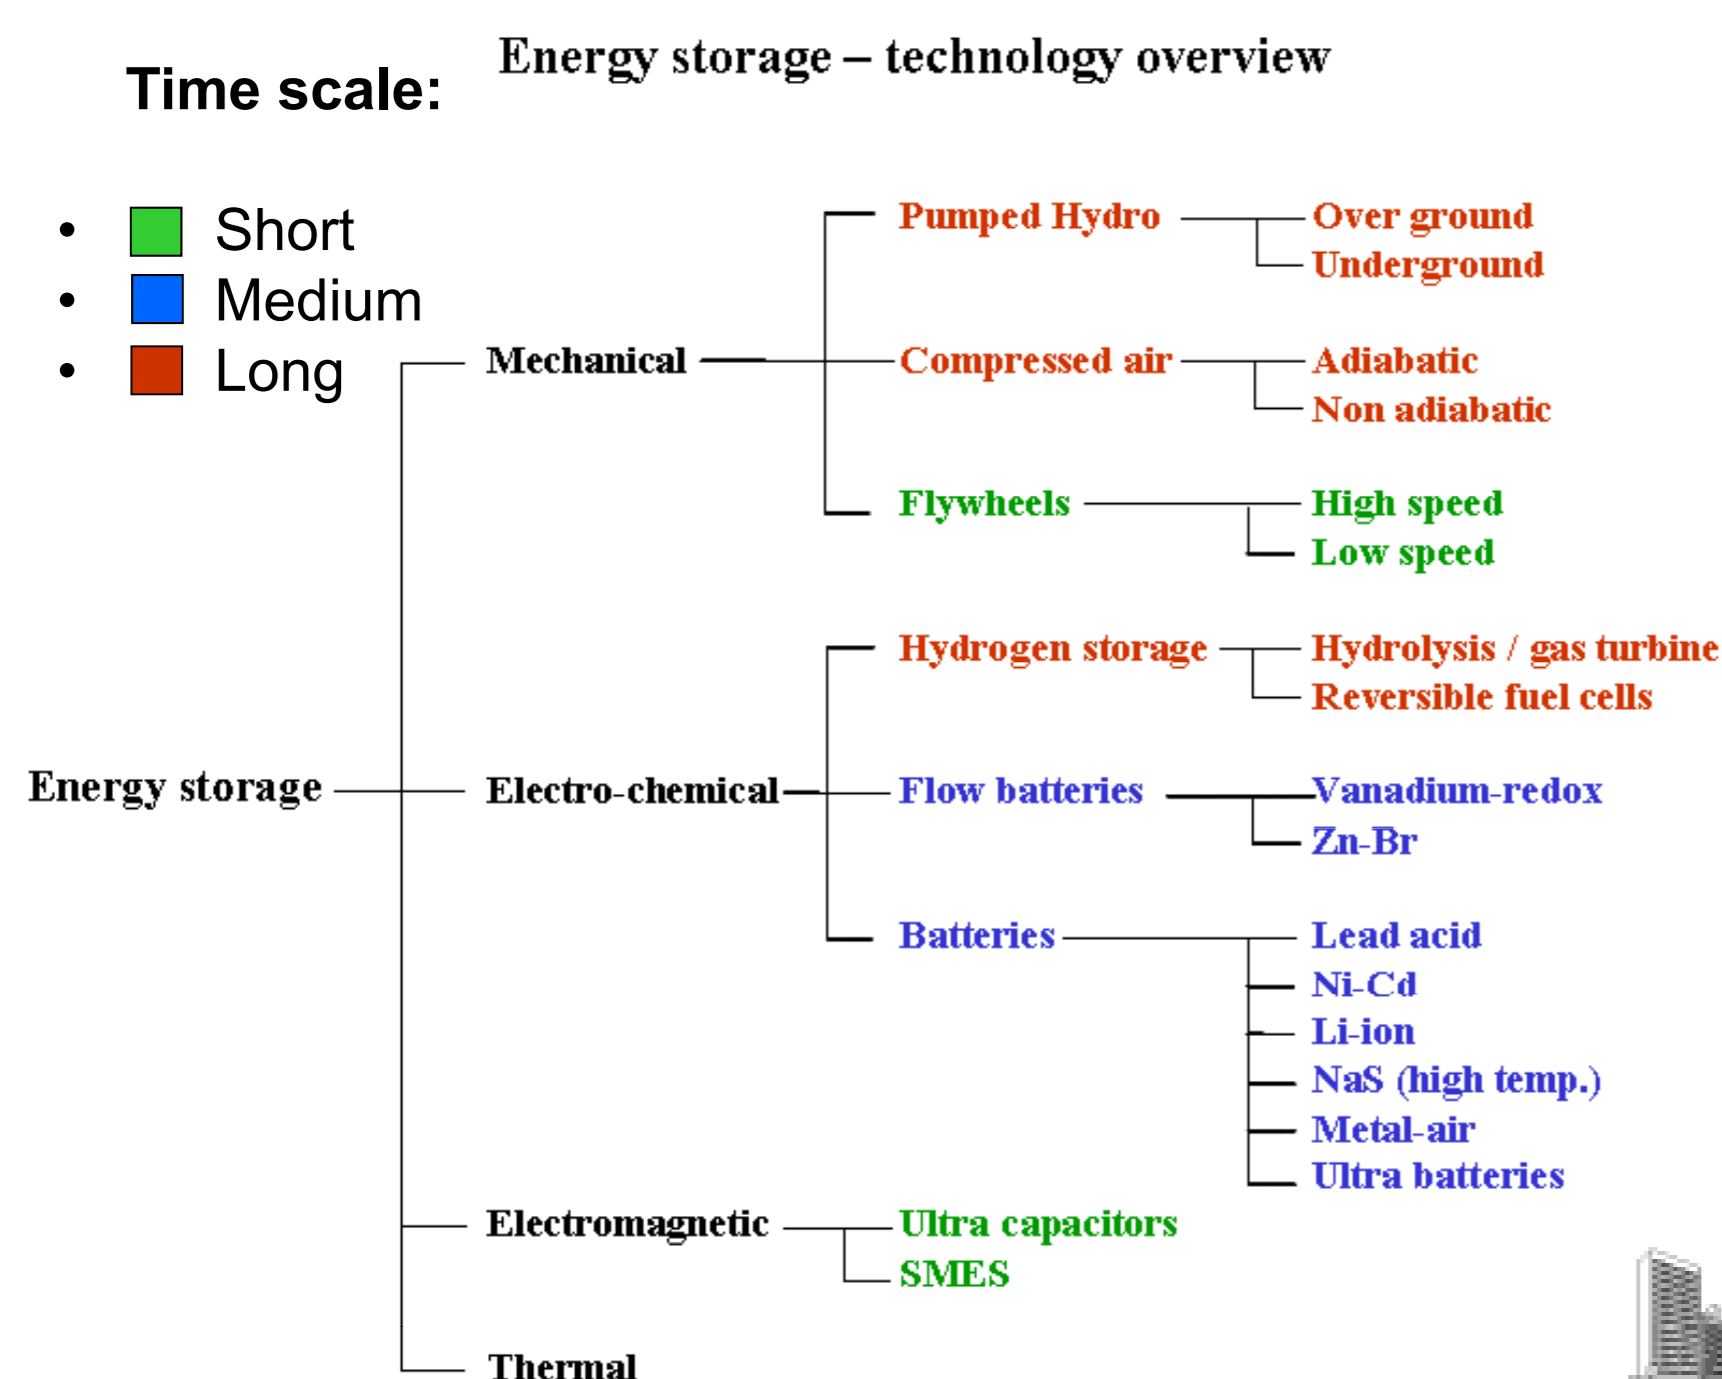 Energy storage – technology overview
Time scale:
• Short
• Medium
• Long
Pumped Hydro
Over ground
Underground
Mechanical
Compressed air
Adiabatic
Non adiabatic
Flywheels
High speed
Low speed
Hydrogen storage
Hydrolysis / gas turbine
Reversible fuel cells
Energy storage
Electro-chemical
Flow batteries
Vanadium-redox
Zn-Br
Batteries
Lead acid
Ni-Cd
Li-ion
NaS (high temp.)
Metal-air
Ultra batteries
Electromagnetic
Ultra capacitors
SMES
Thermal